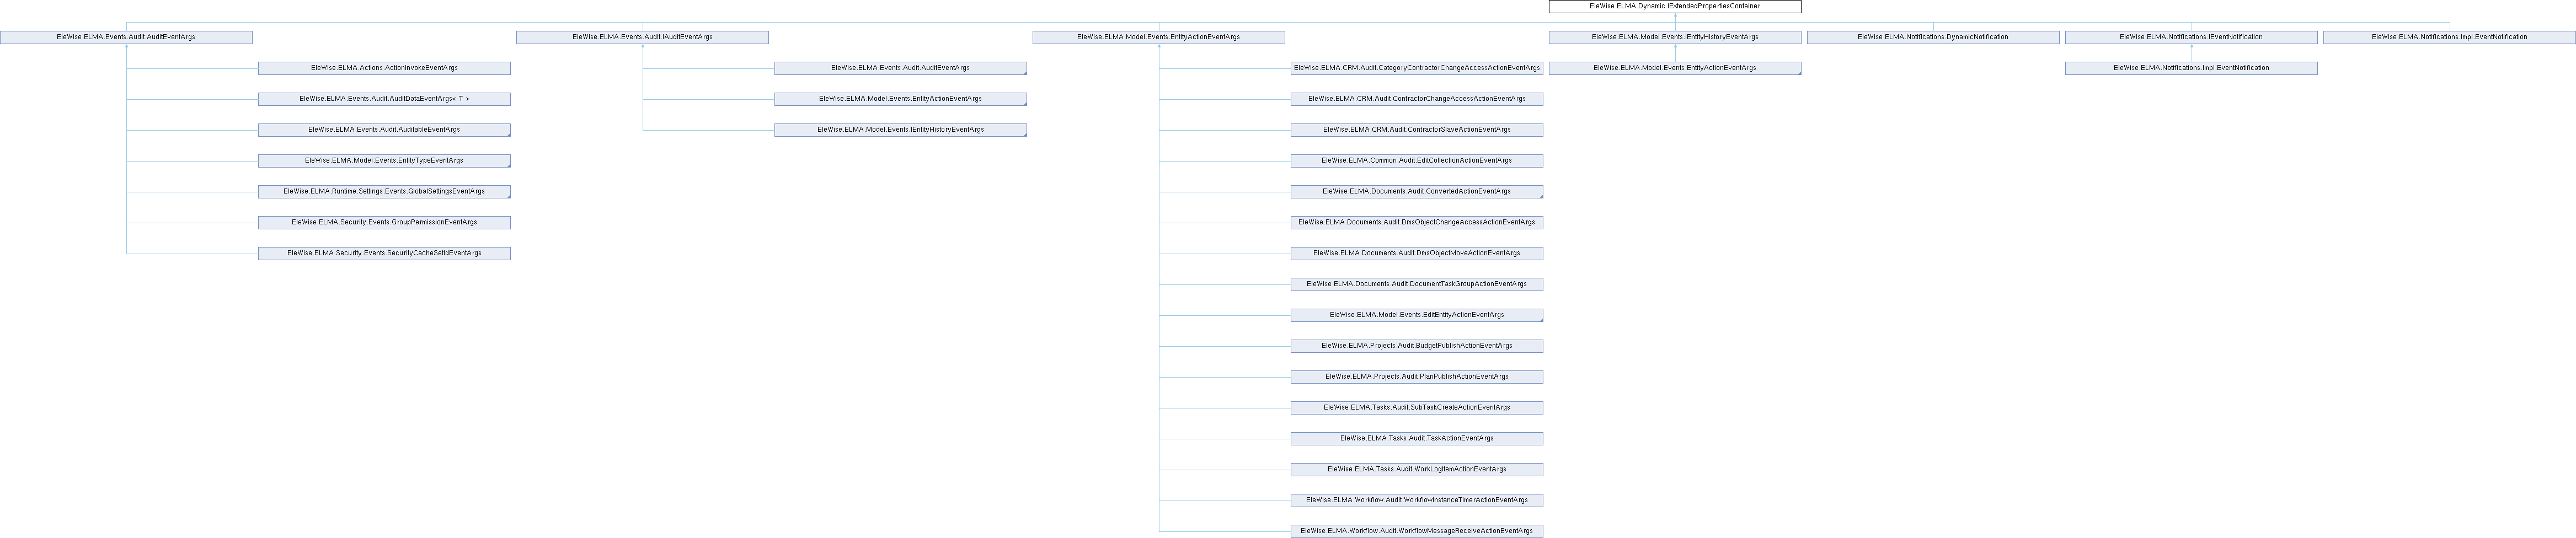 EleWise.ELMA.Dynamic.IExtendedPropertiesContainer
EleWise.ELMA.Events.Audit.AuditEventArgs
EleWise.ELMA.Events.Audit.IAuditEventArgs
EleWise.ELMA.Model.Events.EntityActionEventArgs
EleWise.ELMA.Model.Events.IEntityHistoryEventArgs
EleWise.ELMA.Notifications.DynamicNotification
EleWise.ELMA.Notifications.IEventNotification
EleWise.ELMA.Notifications.Impl.EventNotification
EleWise.ELMA.Actions.ActionInvokeEventArgs
EleWise.ELMA.Events.Audit.AuditEventArgs
EleWise.ELMA.CRM.Audit.CategoryContractorChangeAccessActionEventArgs
EleWise.ELMA.Model.Events.EntityActionEventArgs
EleWise.ELMA.Notifications.Impl.EventNotification
EleWise.ELMA.Events.Audit.AuditDataEventArgs< T >
EleWise.ELMA.Model.Events.EntityActionEventArgs
EleWise.ELMA.CRM.Audit.ContractorChangeAccessActionEventArgs
EleWise.ELMA.Events.Audit.AuditableEventArgs
EleWise.ELMA.Model.Events.IEntityHistoryEventArgs
EleWise.ELMA.CRM.Audit.ContractorSlaveActionEventArgs
EleWise.ELMA.Model.Events.EntityTypeEventArgs
EleWise.ELMA.Common.Audit.EditCollectionActionEventArgs
EleWise.ELMA.Runtime.Settings.Events.GlobalSettingsEventArgs
EleWise.ELMA.Documents.Audit.ConvertedActionEventArgs
EleWise.ELMA.Security.Events.GroupPermissionEventArgs
EleWise.ELMA.Documents.Audit.DmsObjectChangeAccessActionEventArgs
EleWise.ELMA.Security.Events.SecurityCacheSetIdEventArgs
EleWise.ELMA.Documents.Audit.DmsObjectMoveActionEventArgs
EleWise.ELMA.Documents.Audit.DocumentTaskGroupActionEventArgs
EleWise.ELMA.Model.Events.EditEntityActionEventArgs
EleWise.ELMA.Projects.Audit.BudgetPublishActionEventArgs
EleWise.ELMA.Projects.Audit.PlanPublishActionEventArgs
EleWise.ELMA.Tasks.Audit.SubTaskCreateActionEventArgs
EleWise.ELMA.Tasks.Audit.TaskActionEventArgs
EleWise.ELMA.Tasks.Audit.WorkLogItemActionEventArgs
EleWise.ELMA.Workflow.Audit.WorkflowInstanceTimerActionEventArgs
EleWise.ELMA.Workflow.Audit.WorkflowMessageReceiveActionEventArgs